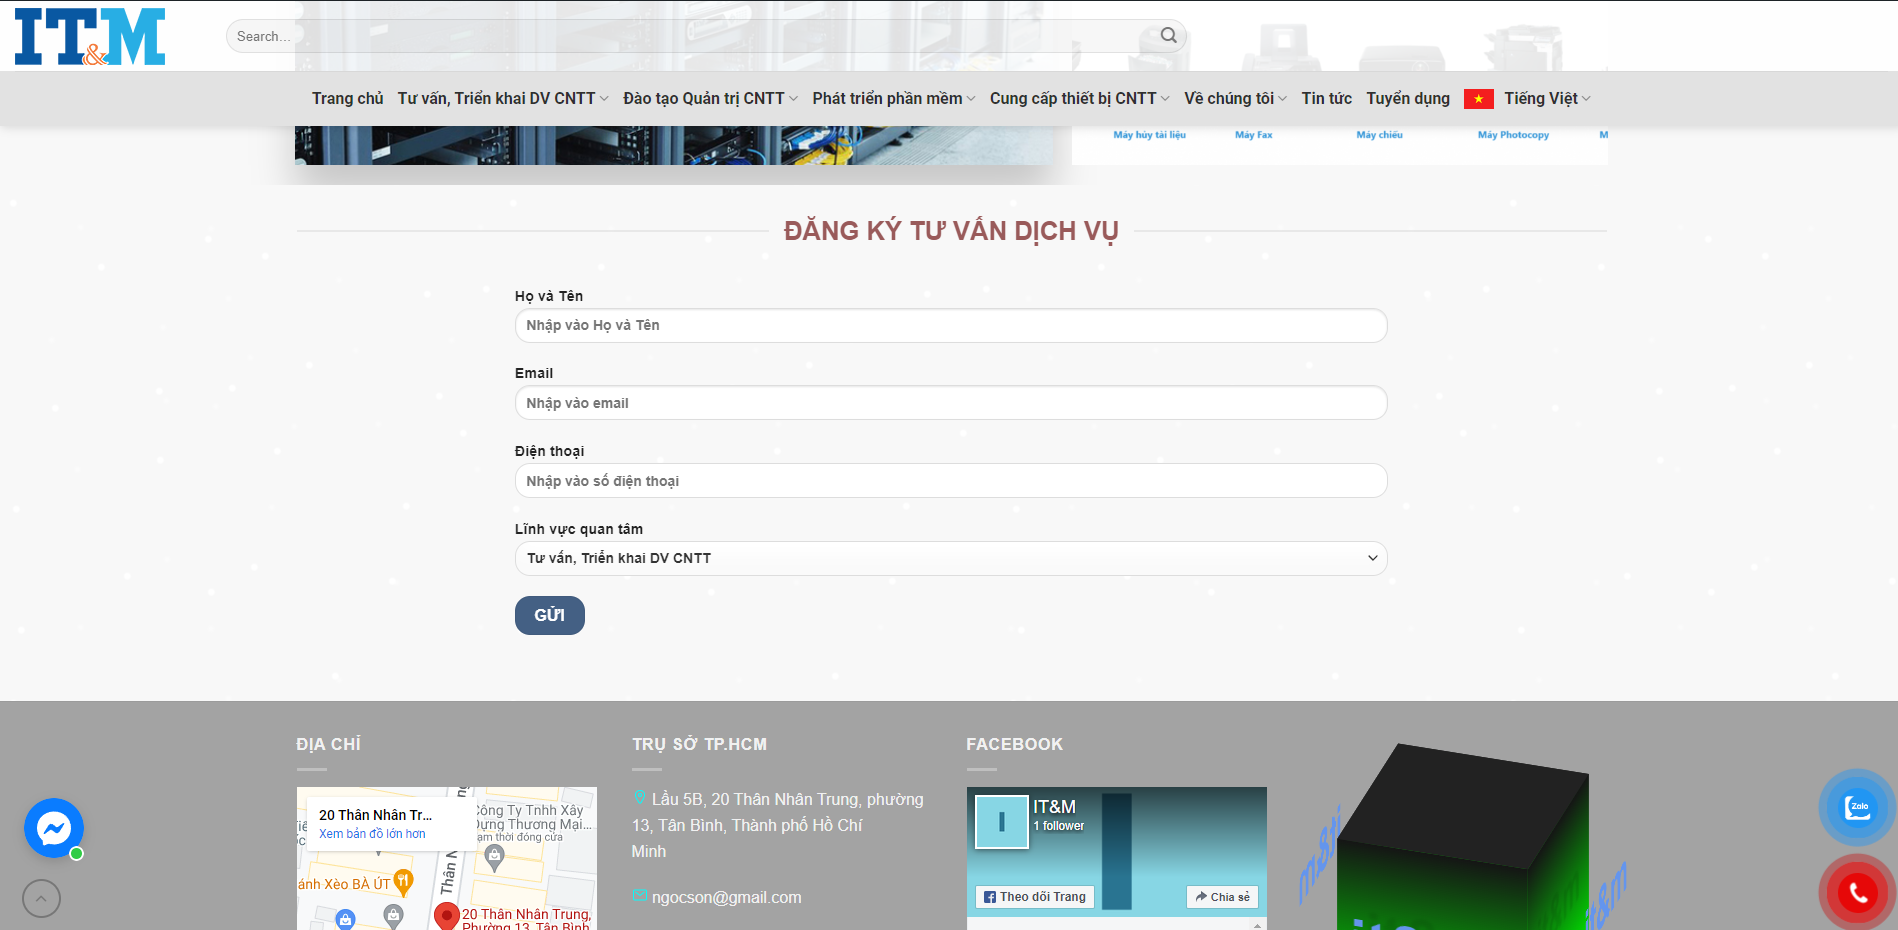 IT&M
Search...
Trang chủ Tư vấn, Triển khai DV CNTT Đào tạo Quản trị CNTT Phát triển phần mềm Cung cấp thiết bị CNTT Về chúng tôi Tin tức Tuyển dụng Tiếng Việt
Máy hủy tài liệu Máy Fax Máy chiếu Máy Photocopy M
ĐĂNG KÝ TƯ VẤN DỊCH VỤ
Họ và Tên
Nhập vào Họ và Tên
Email
Nhập vào email
Điện thoại
Nhập vào số điện thoại
Lĩnh vực quan tâm
Tư vấn, Triển khai DV CNTT
GỬI
ĐỊA CHỈ
20 Thân Nhân Tr...
Xem bản đồ lớn hơn
Công Ty Tnhh Xây
Dựng Thương Mại...
ạm thời đóng cửa
Thân N
ánh Xèo BÀ ÚT
20 Thân Nhân Trung,
Phường 13, Tân Bình
TRỤ SỞ TP.HCM
Lầu 5B, 20 Thân Nhân Trung, phường
13, Tân Bình, Thành phố Hồ Chí
Minh
ngocson@gmail.com
FACEBOOK
I
IT&M
1 follower
Theo dõi Trang
Chia sẻ
it&m
Zalo